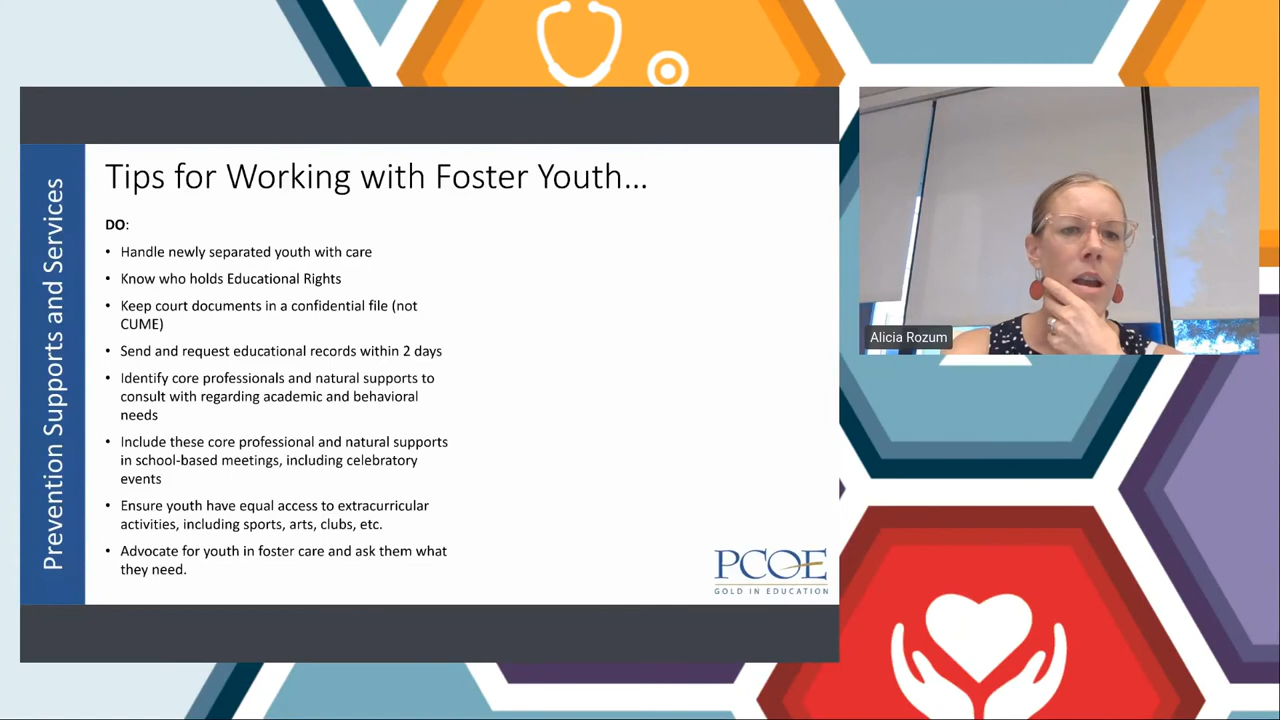 Prevention Supports and Services
Tips for Working with Foster Youth...
DO:
• Handle newly separated youth with care
• Know who holds Educational Rights
• Keep court documents in a confidential file (not
CUME)
• Send and request educational records within 2 days
• Identify core professionals and natural supports to
consult with regarding academic and behavioral
needs
• Include these core professional and natural supports
in school-based meetings, including celebratory
events
• Ensure youth have equal access to extracurricular
activities, including sports, arts, clubs, etc.
• Advocate for youth in foster care and ask them what
they need.
PCOE
GOLD IN EDUCATION
Alicia Rozum